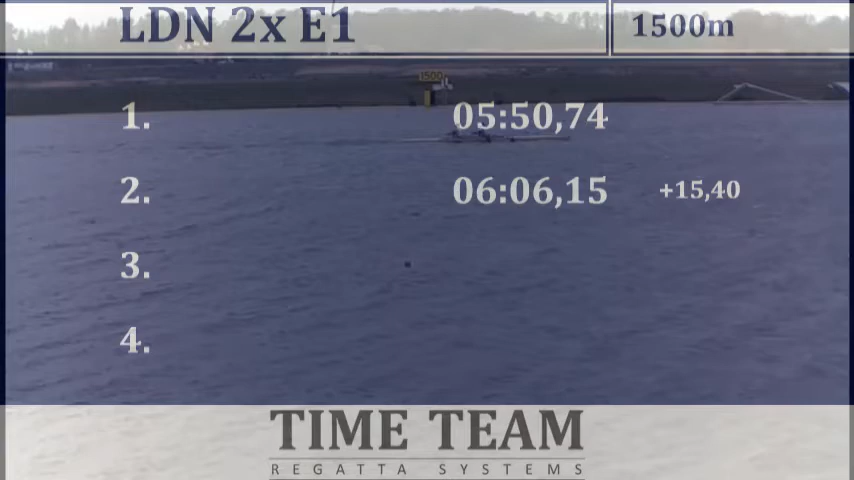 LDN 2x E1 1500m
1500
1. 05:50,74
2. 06:06,15 +15,40
3.
4.
TIME TEAM
REGATTA SYSTEMS